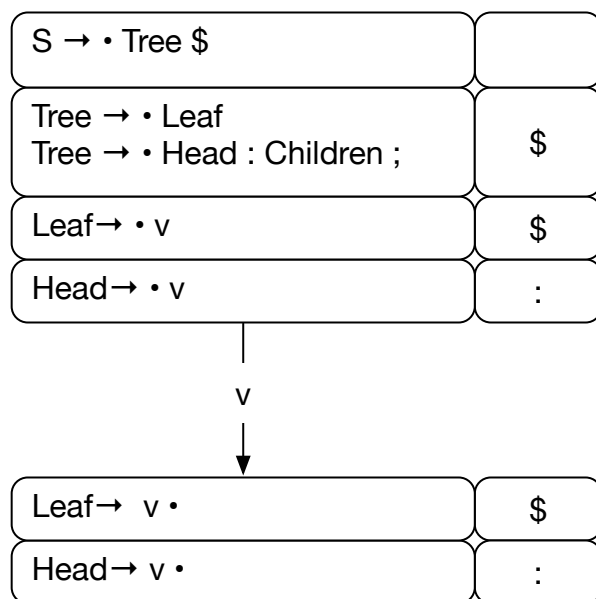 S → • Tree $
Tree → • Leaf
Tree → • Head : Children ;
$
Leaf→ • v
$
Head→ • v
:
v
Leaf→ v •
$
Head→ v •
: